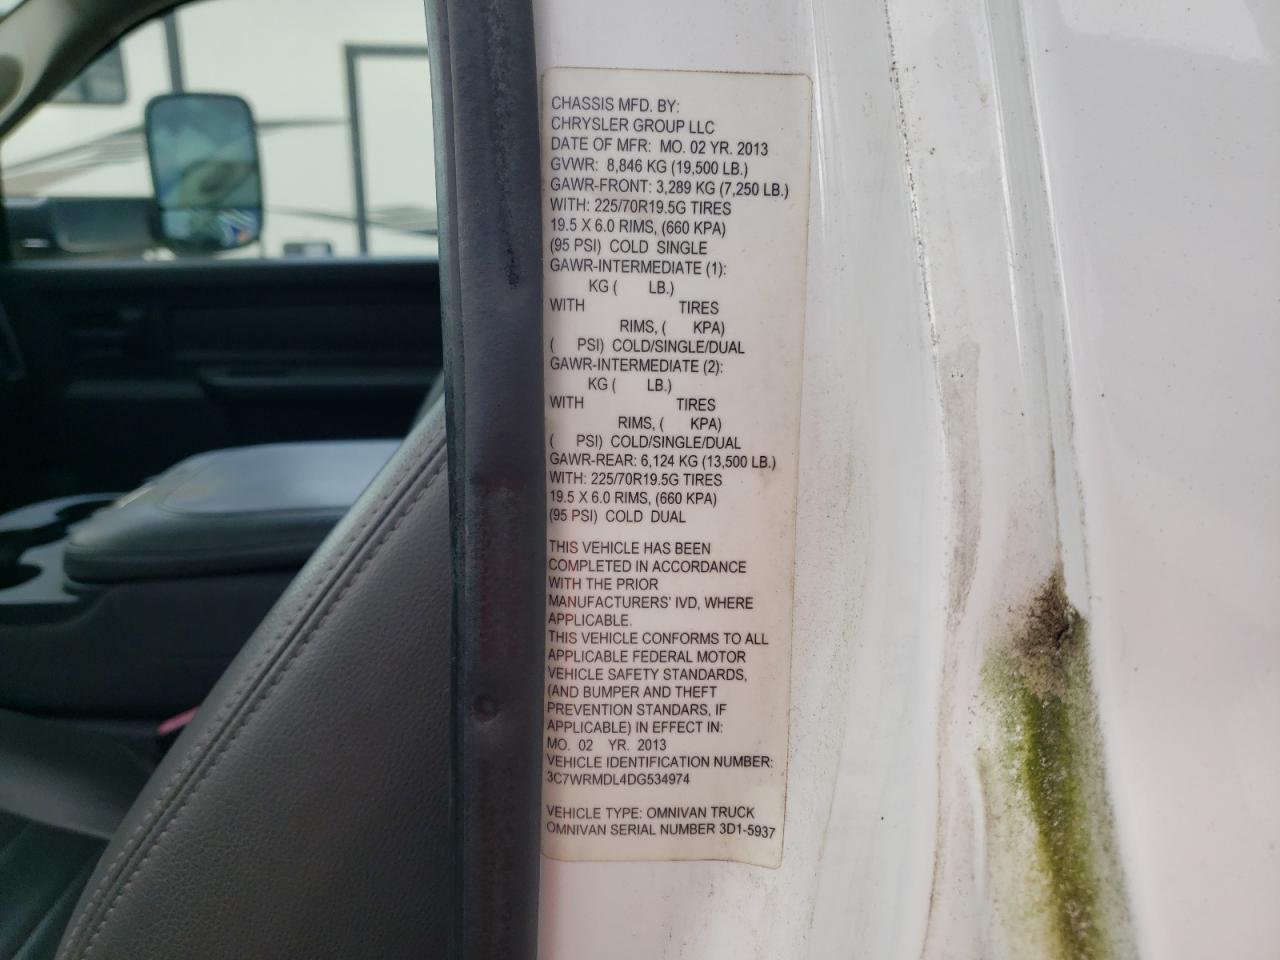 CHASSIS MFD. BY:
CHRYSLER GROUP LLC
DATE OF MFR: MO. 02 YR. 2013
GVWR: 8,846 KG (19,500 LB.)
GAWR-FRONT: 3,289 KG (7,250 LB.)
WITH: 225/70R19.5G TIRES
19.5 X 6.0 RIMS, (660 KPA)
(95 PSI) COLD SINGLE
GAWR-INTERMEDIATE (1):
KG ( LB.)
WITH TIRES
RIMS, ( KPA)
( PSI) COLD/SINGLE/DUAL
GAWR-INTERMEDIATE (2):
KG ( LB.)
WITH TIRES
RIMS, ( KPA)
( PSI) COLD/SINGLE/DUAL
GAWR-REAR: 6,124 KG (13,500 LB.)
WITH: 225/70R19.5G TIRES
19.5 X 6.0 RIMS, (660 KPA)
(95 PSI) COLD DUAL
THIS VEHICLE HAS BEEN
COMPLETED IN ACCORDANCE
WITH THE PRIOR
MANUFACTURERS' IVD, WHERE
APPLICABLE.
THIS VEHICLE CONFORMS TO ALL
APPLICABLE FEDERAL MOTOR
VEHICLE SAFETY STANDARDS,
(AND BUMPER AND THEFT
PREVENTION STANDARS, IF
APPLICABLE) IN EFFECT IN:
MO. 02 YR. 2013
VEHICLE IDENTIFICATION NUMBER:
3C7WRMDL4DG534974
VEHICLE TYPE: OMNIVAN TRUCK
OMNIVAN SERIAL NUMBER 3D1-5937